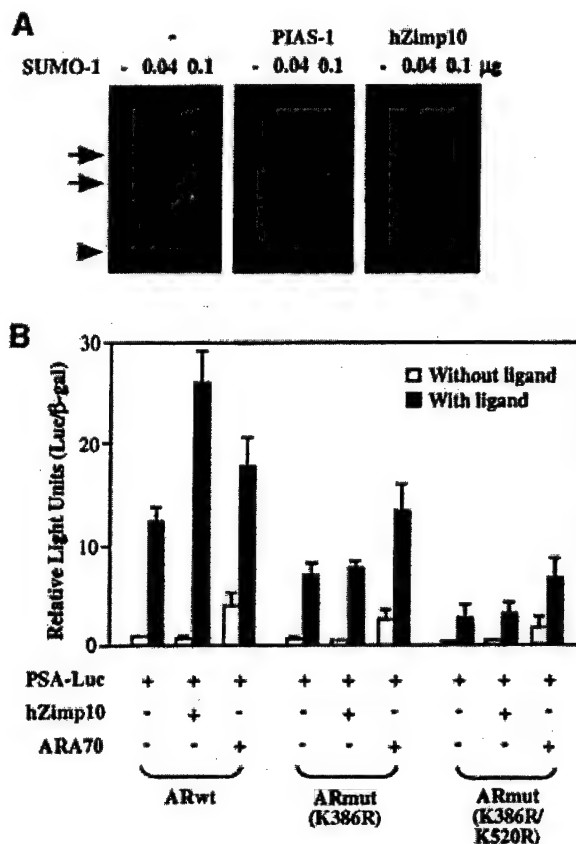 A
- PIAS-1 hZimp10
SUMO-1 - 0.04 0.1 - 0.04 0.1 - 0.04 0.1 µg
B
30
20
10
0
Relative Light Units (Luc/β-gal)
Without ligand
With ligand
PSA-Luc + + + + + + + + +
hZimp10 - + - - + - - + -
ARA70 - - + - - + - - +
ARwt ARmut ARmut
(K386R) (K386R/
K520R)